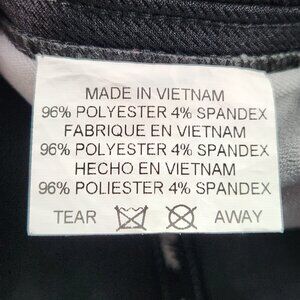 MADE IN VIETNAM
96% POLYESTER 4% SPANDEX
FABRIQUE EN VIETNAM
96% POLYESTER 4% SPANDEX
HECHO EN VIETNAM
96% POLIESTER 4% SPANDEX
TEAR AWAY